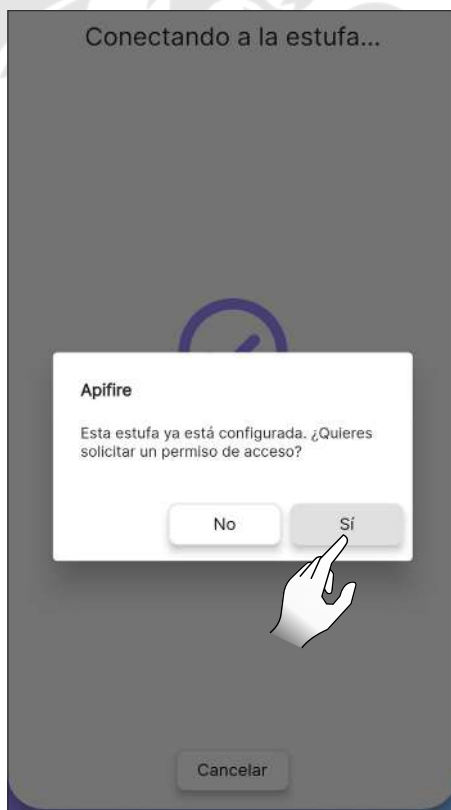 Conectando a la estufa...
Apifire
Esta estufa ya está configurada. ¿Quieres
solicitar un permiso de acceso?
No
Sí
Cancelar